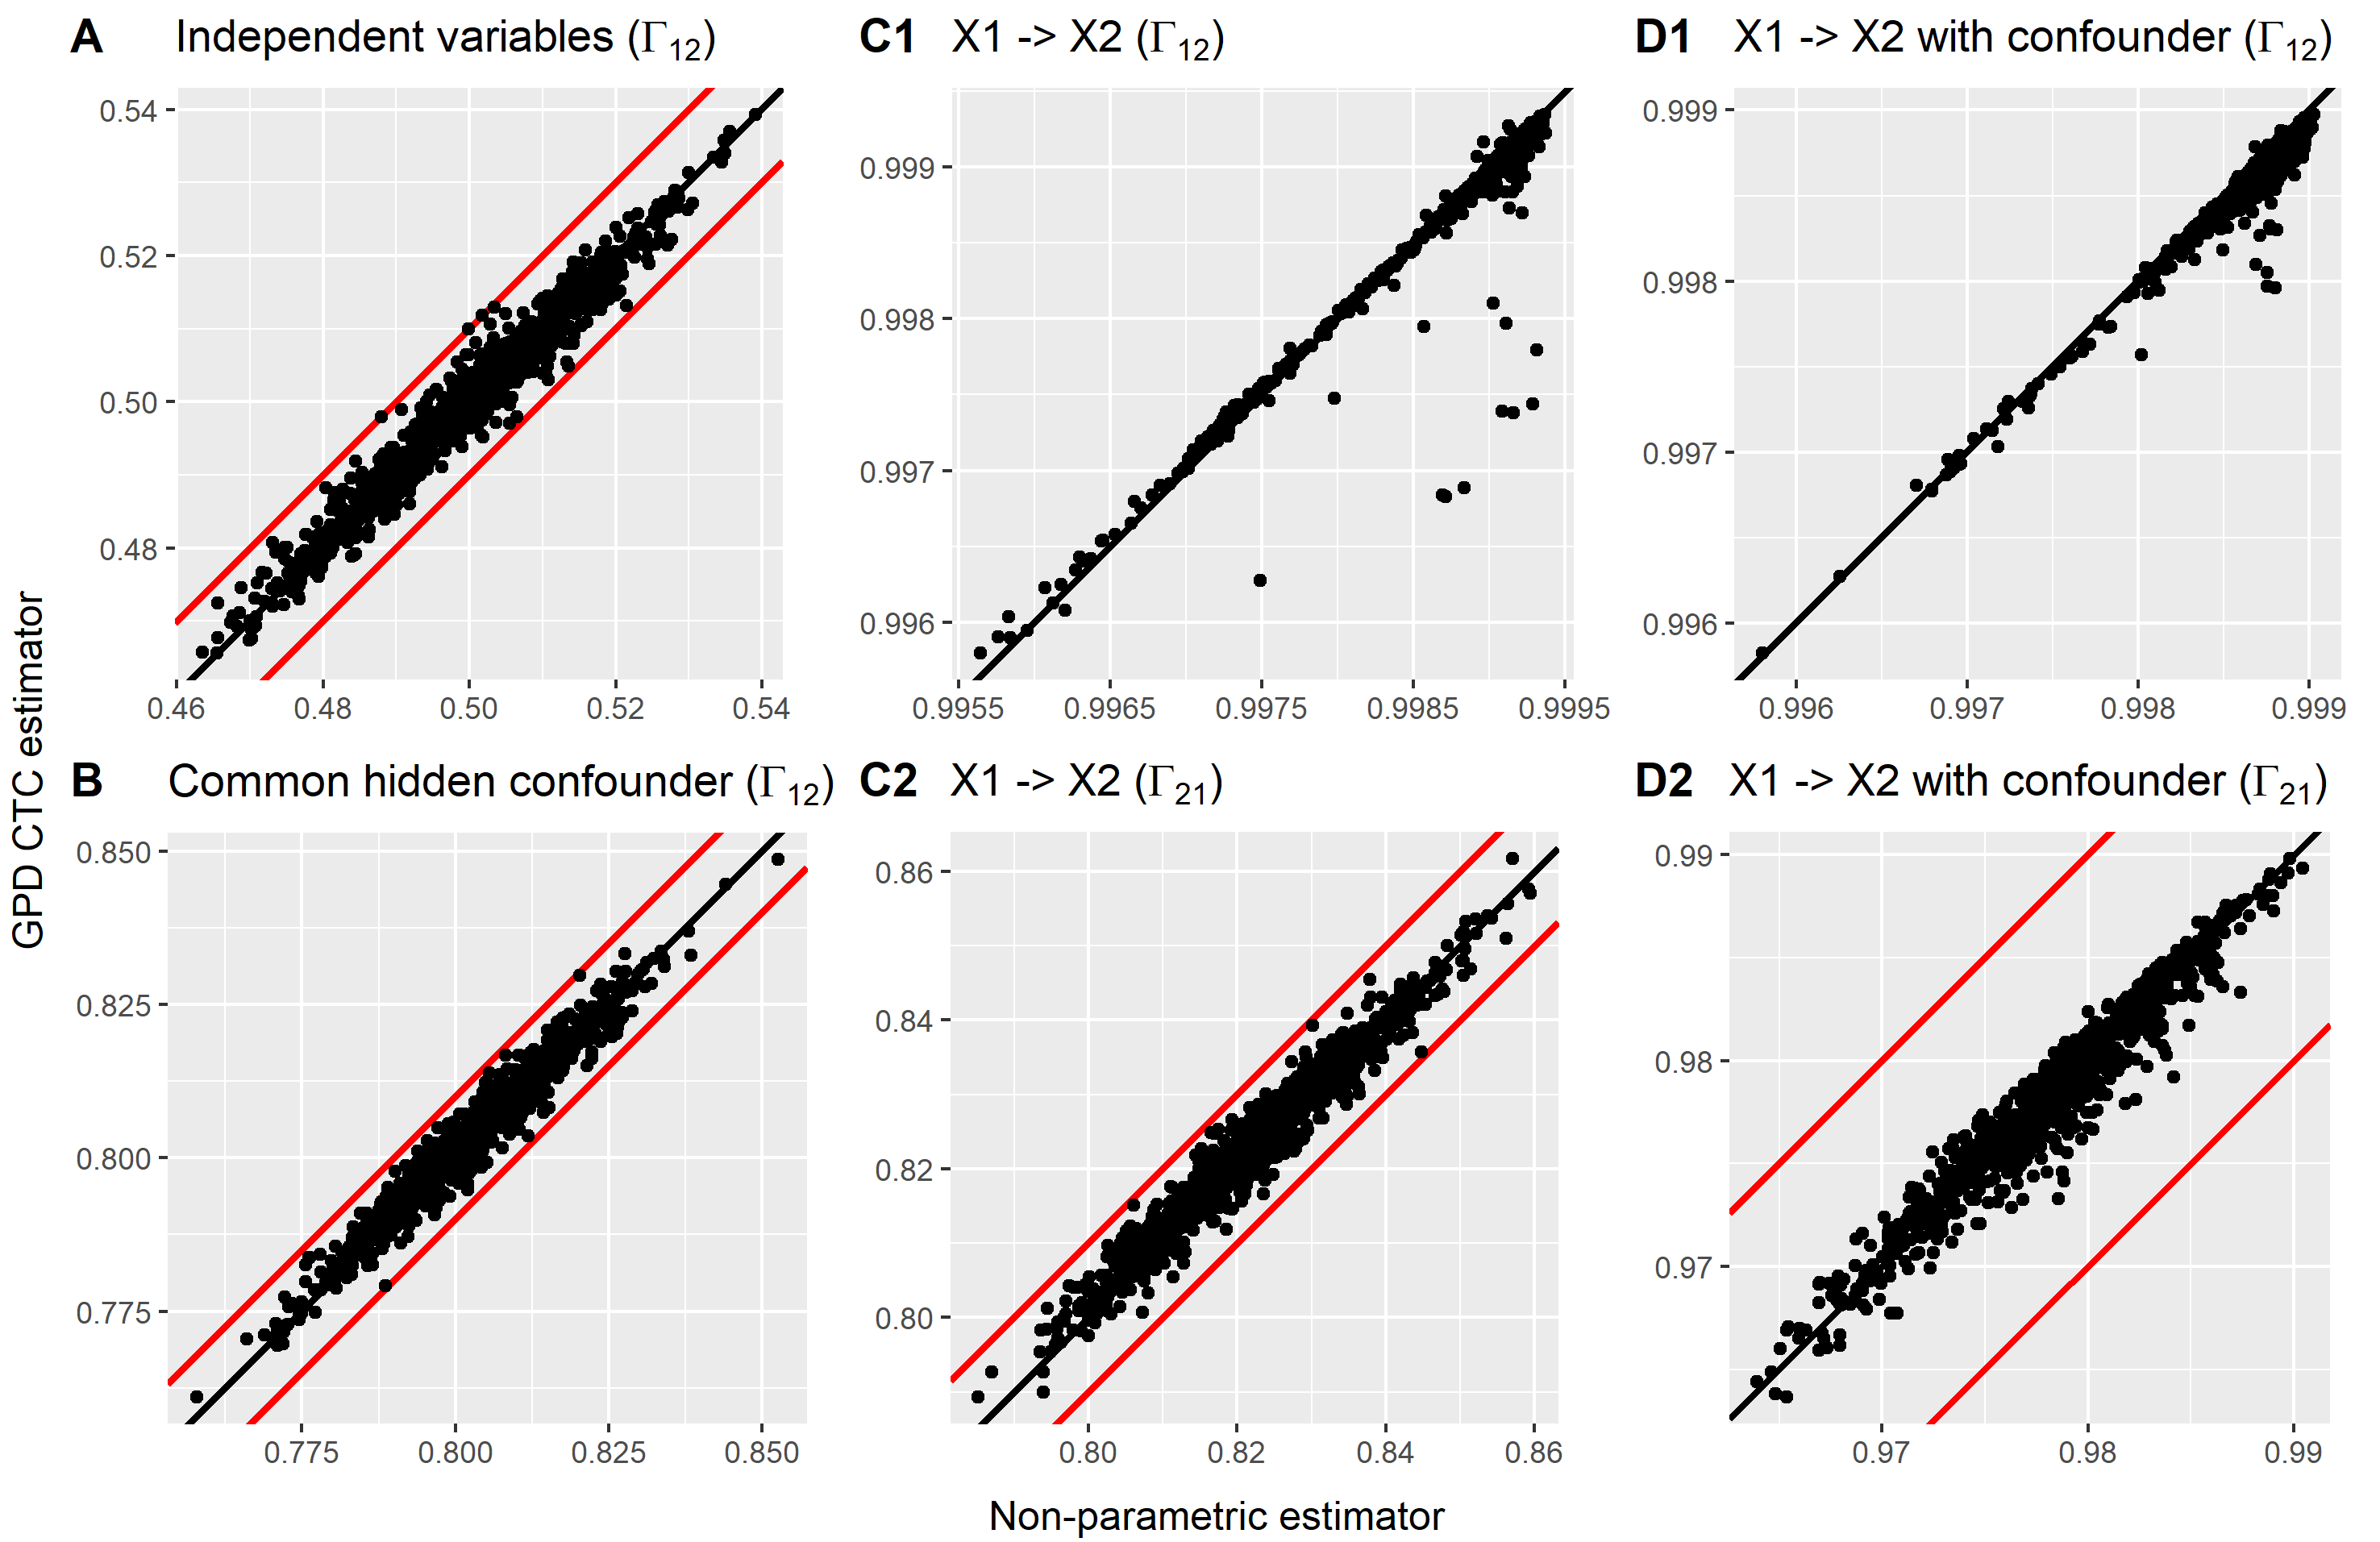 A Independent variables (Γ₁₂)
0.54
0.52
0.50
0.48
0.46 0.48 0.50 0.52 0.54
C1 X1 -> X2 (Γ₁₂)
0.999
0.998
0.997
0.996
0.9955 0.9965 0.9975 0.9985 0.9995
D1 X1 -> X2 with confounder (Γ₁₂)
0.999
0.998
0.997
0.996
0.996 0.997 0.998 0.999
GPD CTC estimator
B Common hidden confounder (Γ₁₂)
0.850
0.825
0.800
0.775
0.775 0.800 0.825 0.850
C2 X1 -> X2 (Γ₂₁)
0.86
0.84
0.82
0.80
0.80 0.82 0.84 0.86
D2 X1 -> X2 with confounder (Γ₂₁)
0.99
0.98
0.97
0.97 0.98 0.99
Non-parametric estimator